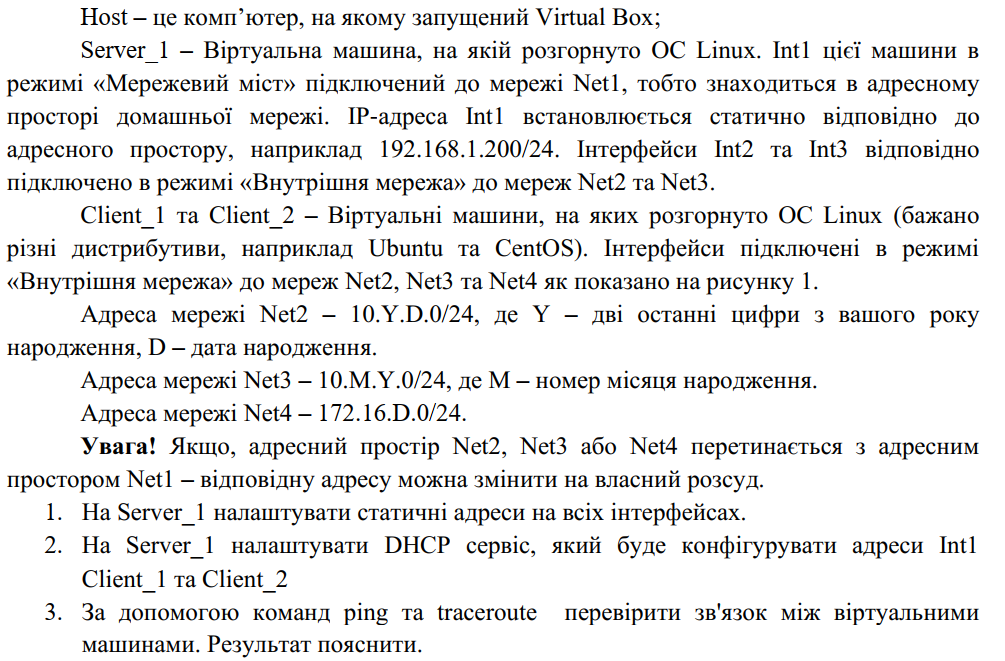 Host – це комп’ютер, на якому запущений Virtual Box;
Server_1 – Віртуальна машина, на якій розгорнуто ОС Linux. Int1 цієї машини в
режимі «Мережевий міст» підключений до мережі Net1, тобто знаходиться в адресному
просторі домашньої мережі. IP-адреса Int1 встановлюється статично відповідно до
адресного простору, наприклад 192.168.1.200/24. Інтерфейси Int2 та Int3 відповідно
підключено в режимі «Внутрішня мережа» до мереж Net2 та Net3.
Client_1 та Client_2 – Віртуальні машини, на яких розгорнуто ОС Linux (бажано
різні дистрибутиви, наприклад Ubuntu та CentOS). Інтерфейси підключені в режимі
«Внутрішня мережа» до мереж Net2, Net3 та Net4 як показано на рисунку 1.
Адреса мережі Net2 – 10.Y.D.0/24, де Y – дві останні цифри з вашого року
народження, D – дата народження.
Адреса мережі Net3 – 10.M.Y.0/24, де M – номер місяця народження.
Адреса мережі Net4 – 172.16.D.0/24.
Увага! Якщо, адресний простір Net2, Net3 або Net4 перетинається з адресним
простором Net1 – відповідну адресу можна змінити на власний розсуд.
1. На Server_1 налаштувати статичні адреси на всіх інтерфейсах.
2. На Server_1 налаштувати DHCP сервіс, який буде конфігурувати адреси Int1
Client_1 та Client_2
3. За допомогою команд ping та traceroute перевірити зв'язок між віртуальними
машинами. Результат пояснити.